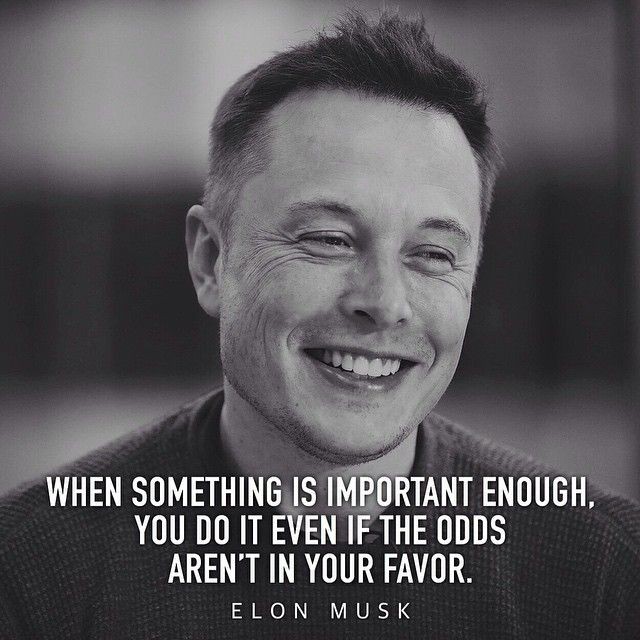 WHEN SOMETHING IS IMPORTANT ENOUGH,
YOU DO IT EVEN IF THE ODDS
AREN'T IN YOUR FAVOR.
ELON MUSK